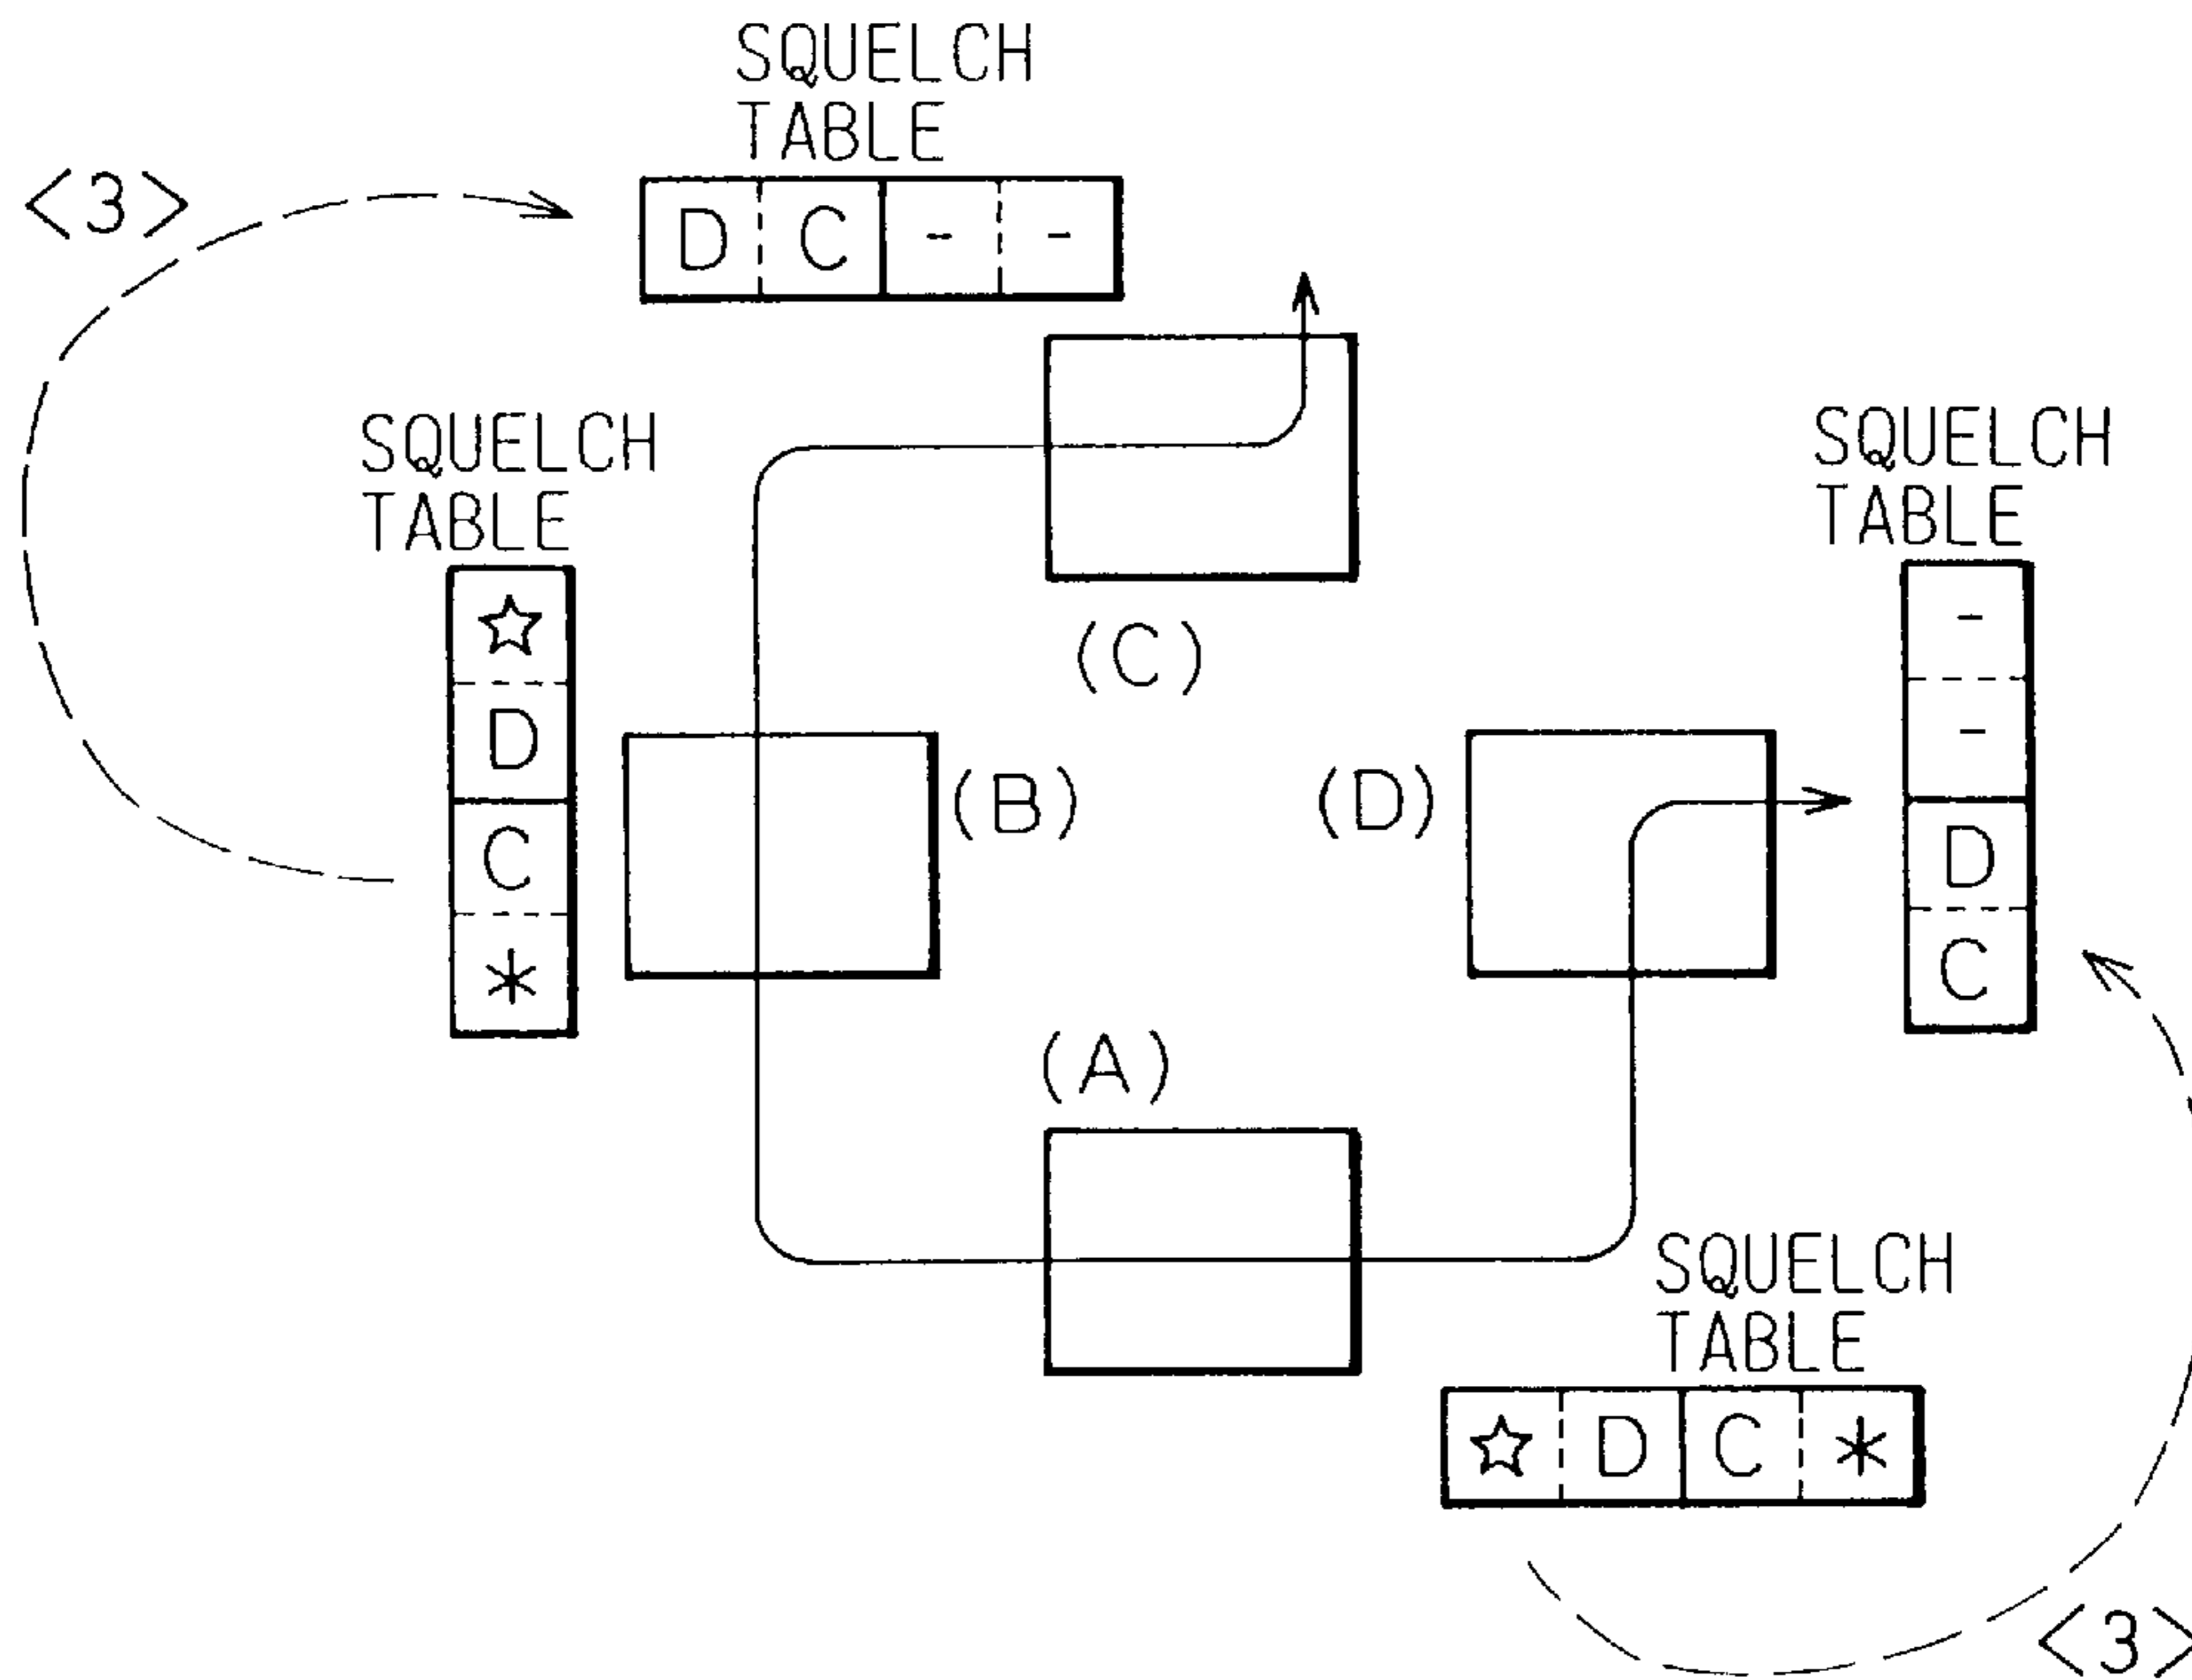 SQUELCH
TABLE
<3>
D C - -
SQUELCH
TABLE
☆
D
C
*
(C)
SQUELCH
TABLE
-
-
D
C
(B)
(D)
(A)
SQUELCH
TABLE
☆ D C *
<3>